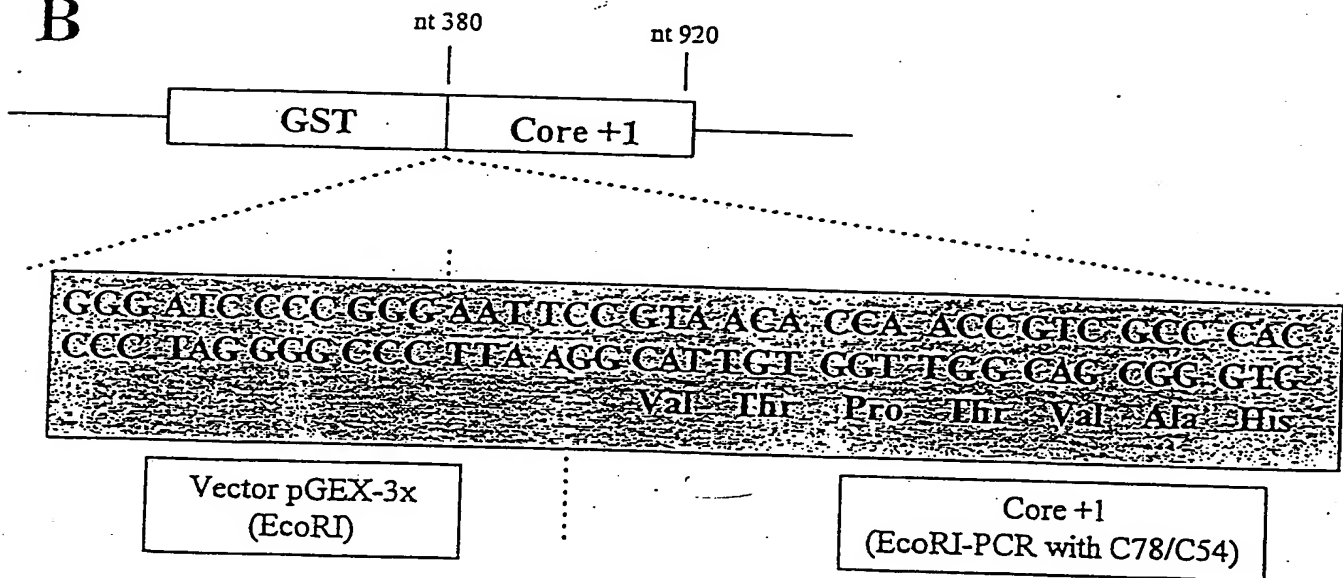 B
nt 380
nt 920
GST
Core +1
GGG ATC CCC GGG AAT TCC GTA ACA CCA ACC GTC GCC CAC
CCC TAG GGG CCC TTA AGG CAT TGT GGT TGG CAG CGG GTG
Val Thr Pro Thr Val Ala His
Vector pGEX-3x
(EcoRI)
Core +1
(EcoRI-PCR with C78/C54)